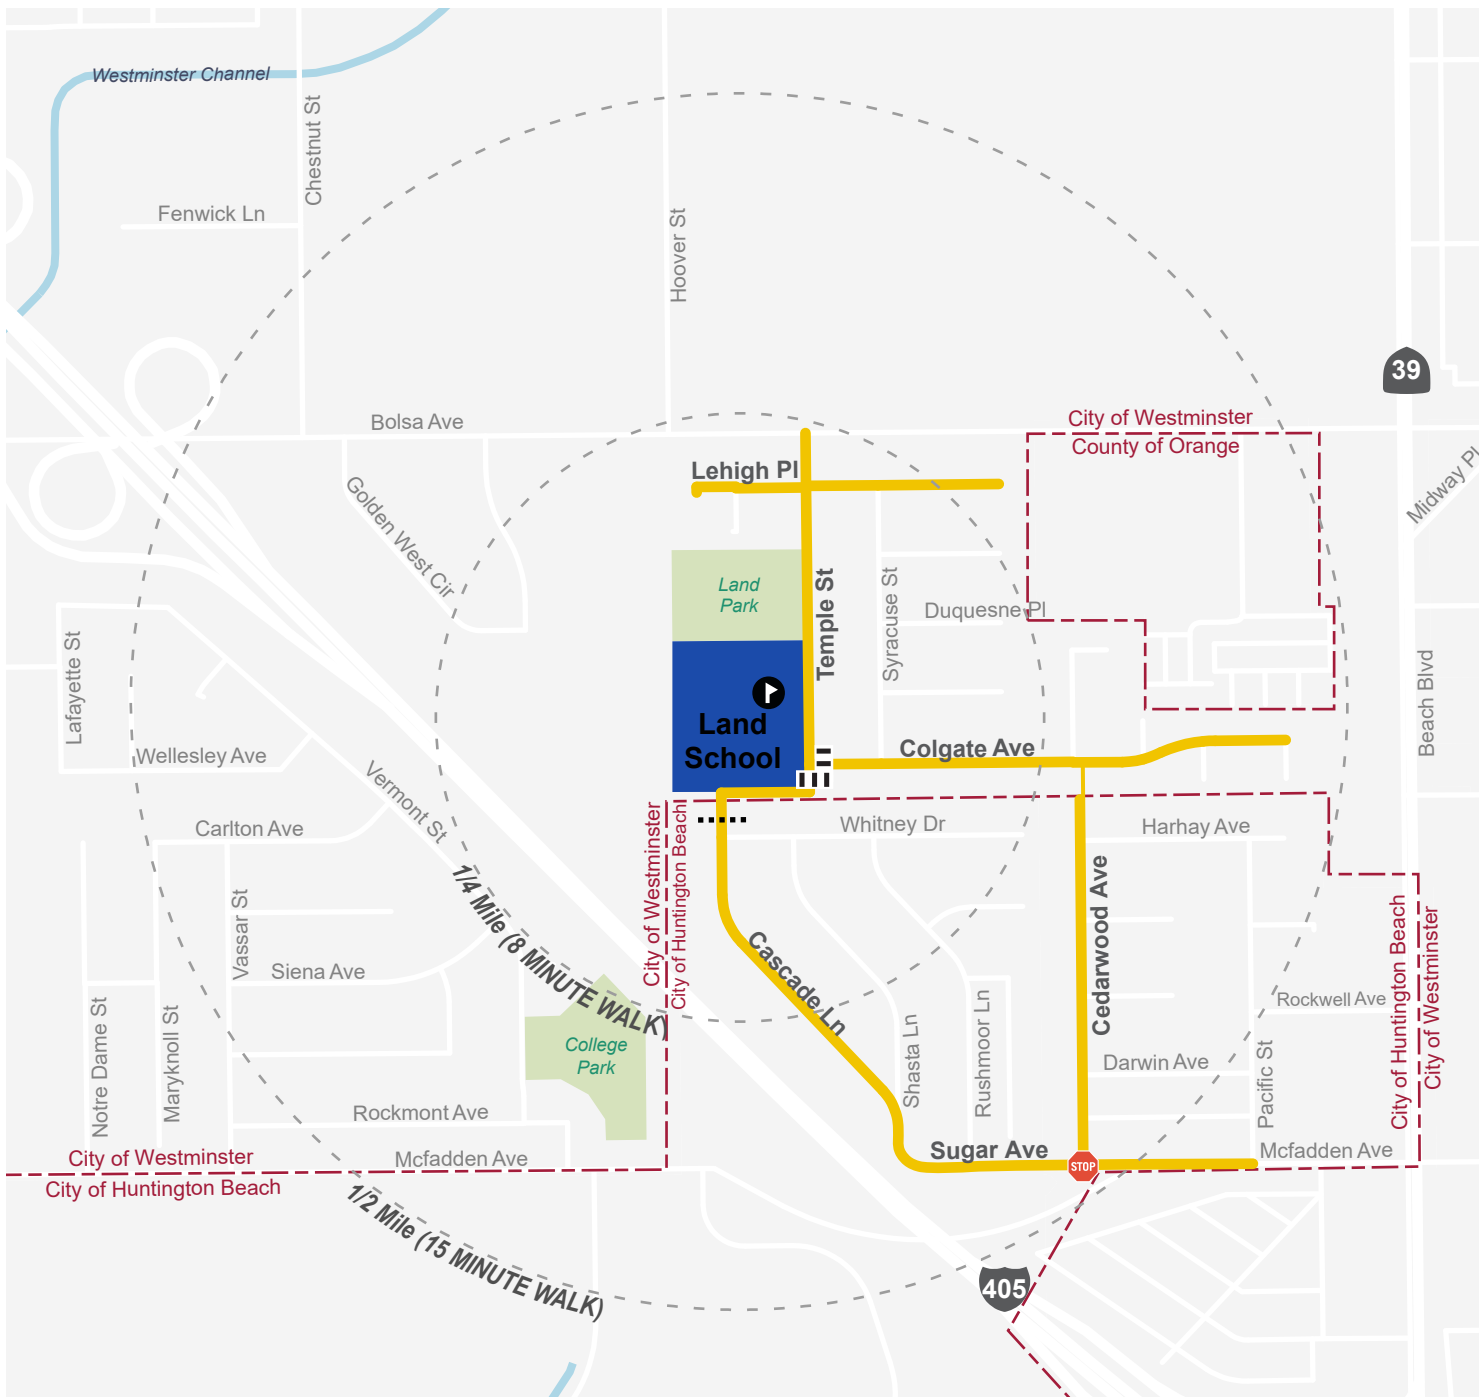 Westminster Channel
Chestnut St
Fenwick Ln
Hoover St
39
Bolsa Ave
City of Westminster
County of Orange
Midway Pl
Lehigh Pl
Golden West Cir
Land
Park
Temple St
Syracuse St
Duquesne Pl
Lafayette St
Beach Blvd
Land
School
Colgate Ave
Wellesley Ave
Vermont St
Carlton Ave
City of Westminster
City of Huntington Beach
Whitney Dr
Harhay Ave
1/4 Mile (8 MINUTE WALK)
Vassar St
Siena Ave
Cascade Ln
Cedarwood Ave
City of Huntington Beach
City of Westminster
Rockwell Ave
Notre Dame St
Maryknoll St
College
Park
Shasta Ln
Rushmoor Ln
Darwin Ave
Pacific St
Rockmont Ave
City of Westminster
City of Huntington Beach
Mcfadden Ave
Sugar Ave
STOP
Mcfadden Ave
1/2 Mile (15 MINUTE WALK)
405